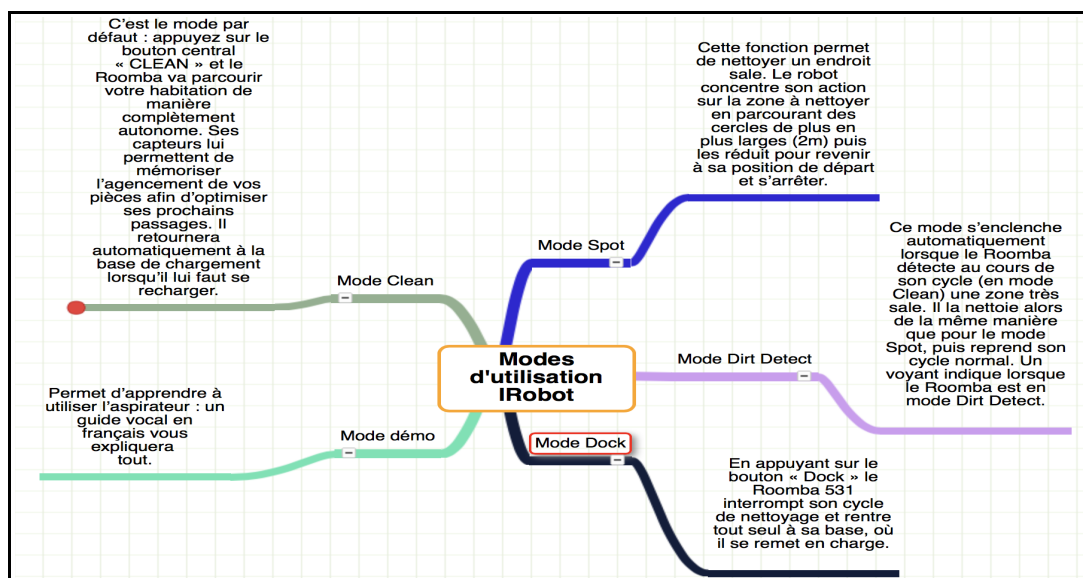 C'est le mode par
défaut : appuyez sur le
bouton central
« CLEAN » et le
Roomba va parcourir
votre habitation de
manière
complètement
autonome. Ses
capteurs lui
permettent de
mémoriser
l'agencement de vos
pièces afin d'optimiser
ses prochains
passages. Il
retournera
automatiquement à la
base de chargement
lorsqu'il lui faut se
recharger.
Mode Clean
Cette fonction permet
de nettoyer un endroit
sale. Le robot
concentre son action
sur la zone à nettoyer
en parcourant des
cercles de plus en
plus larges (2m) puis
les réduit pour revenir
à sa position de départ
et s'arrêter.
Mode Spot
Ce mode s'enclenche
automatiquement
lorsque le Roomba
détecte au cours de
son cycle (en mode
Clean) une zone très
sale. Il la nettoie alors
de la même manière
que pour le mode
Spot, puis reprend son
cycle normal. Un
voyant indique lorsque
le Roomba est en
mode Dirt Detect.
Mode Dirt Detect
Modes
d'utilisation
IRobot
Permet d'apprendre à
utiliser l'aspirateur : un
guide vocal en
français vous
expliquera
tout.
Mode démo
Mode Dock
En appuyant sur le
bouton « Dock » le
Roomba 531
interrompt son cycle
de nettoyage et rentre
tout seul à sa base, où
il se remet en charge.